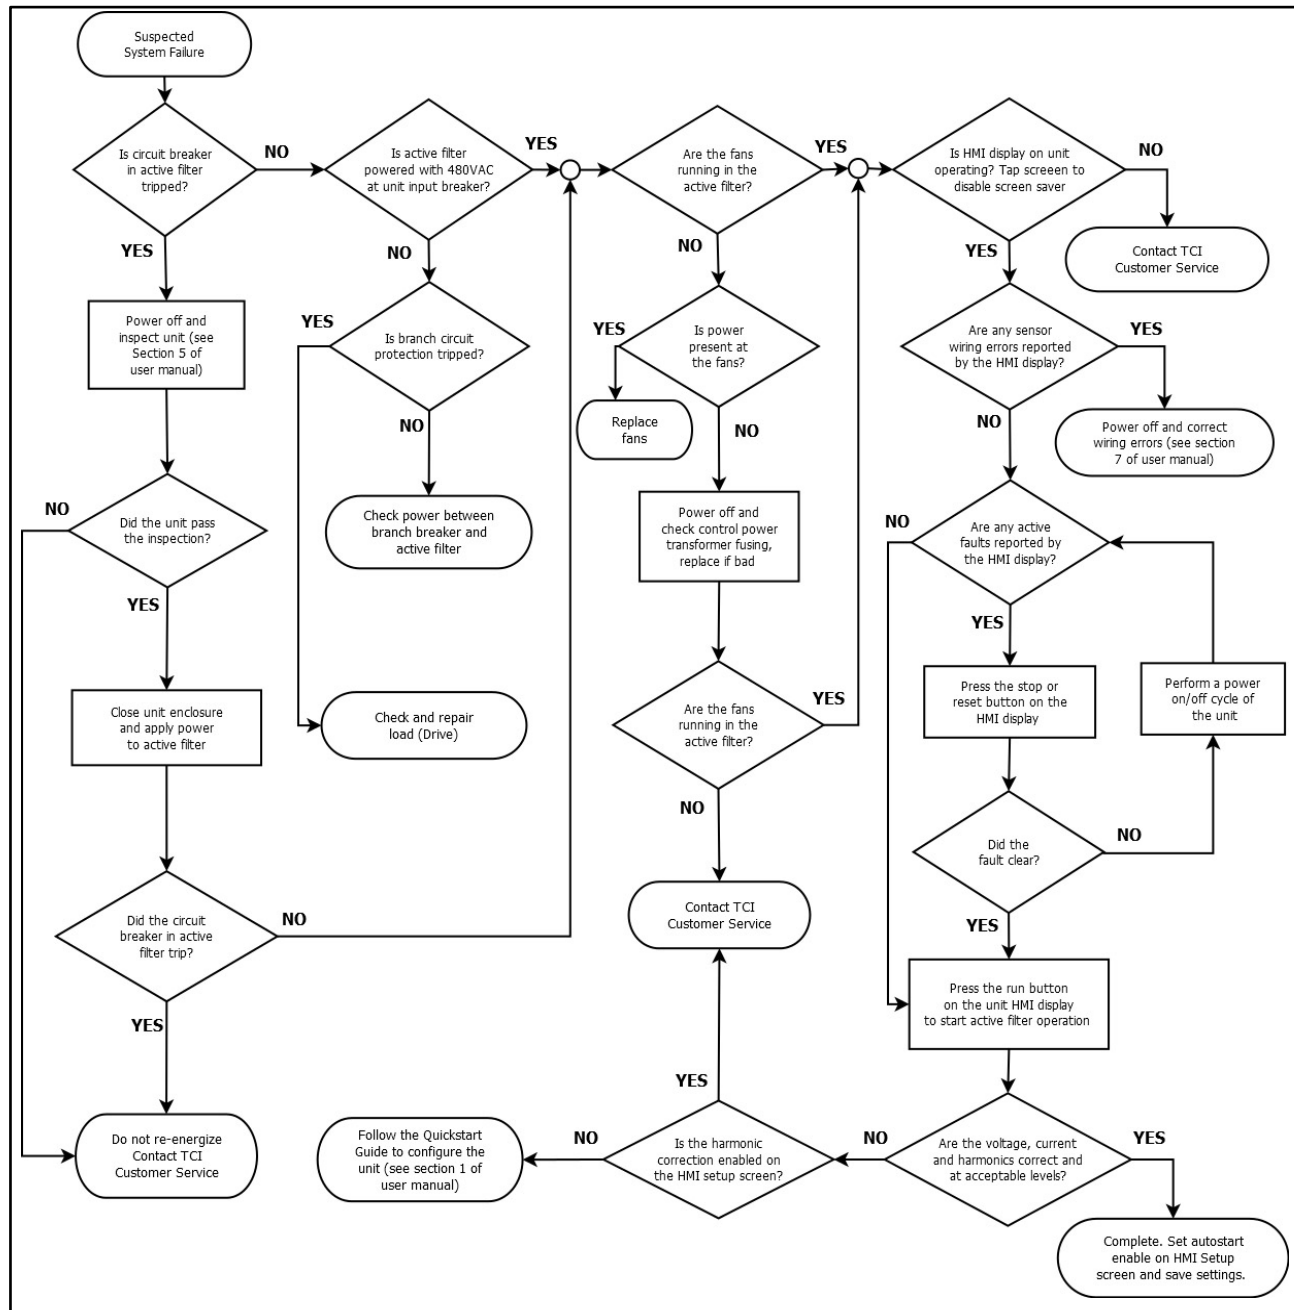 Suspected
System Failure
Is circuit breaker
in active filter
tripped?
NO
YES
Is active filter
powered with 480VAC
at unit input breaker?
YES
NO
Are the fans
running in the
active filter?
YES
NO
Is HMI display on unit
operating? Tap screeen to
disable screen saver
NO
YES
Contact TCI
Customer Service
Power off and
inspect unit (see
Section 5 of
user manual)
YES
Is branch circuit
protection tripped?
NO
YES
Is power
present at
the fans?
NO
Replace
fans
Are any sensor
wiring errors reported
by the HMI display?
YES
NO
Power off and correct
wiring errors (see section
7 of user manual)
NO
Did the unit pass
the inspection?
YES
Check power between
branch breaker and
active filter
Power off and
check control power
transformer fusing,
replace if bad
NO
Are any active
faults reported by
the HMI display?
YES
Close unit enclosure
and apply power
to active filter
Check and repair
load (Drive)
Are the fans
running in the
active filter?
YES
NO
Press the stop or
reset button on the
HMI display
Perform a power
on/off cycle of
the unit
Did the
fault clear?
NO
YES
Did the circuit
breaker in active
filter trip?
NO
YES
Contact TCI
Customer Service
Press the run button
on the unit HMI display
to start active filter operation
Do not re-energize
Contact TCI
Customer Service
Follow the Quickstart
Guide to configure the
unit (see section 1 of
user manual)
NO
YES
Is the harmonic
correction enabled on
the HMI setup screen?
NO
Are the voltage, current
and harmonics correct and
at acceptable levels?
YES
Complete. Set autostart
enable on HMI Setup
screen and save settings.